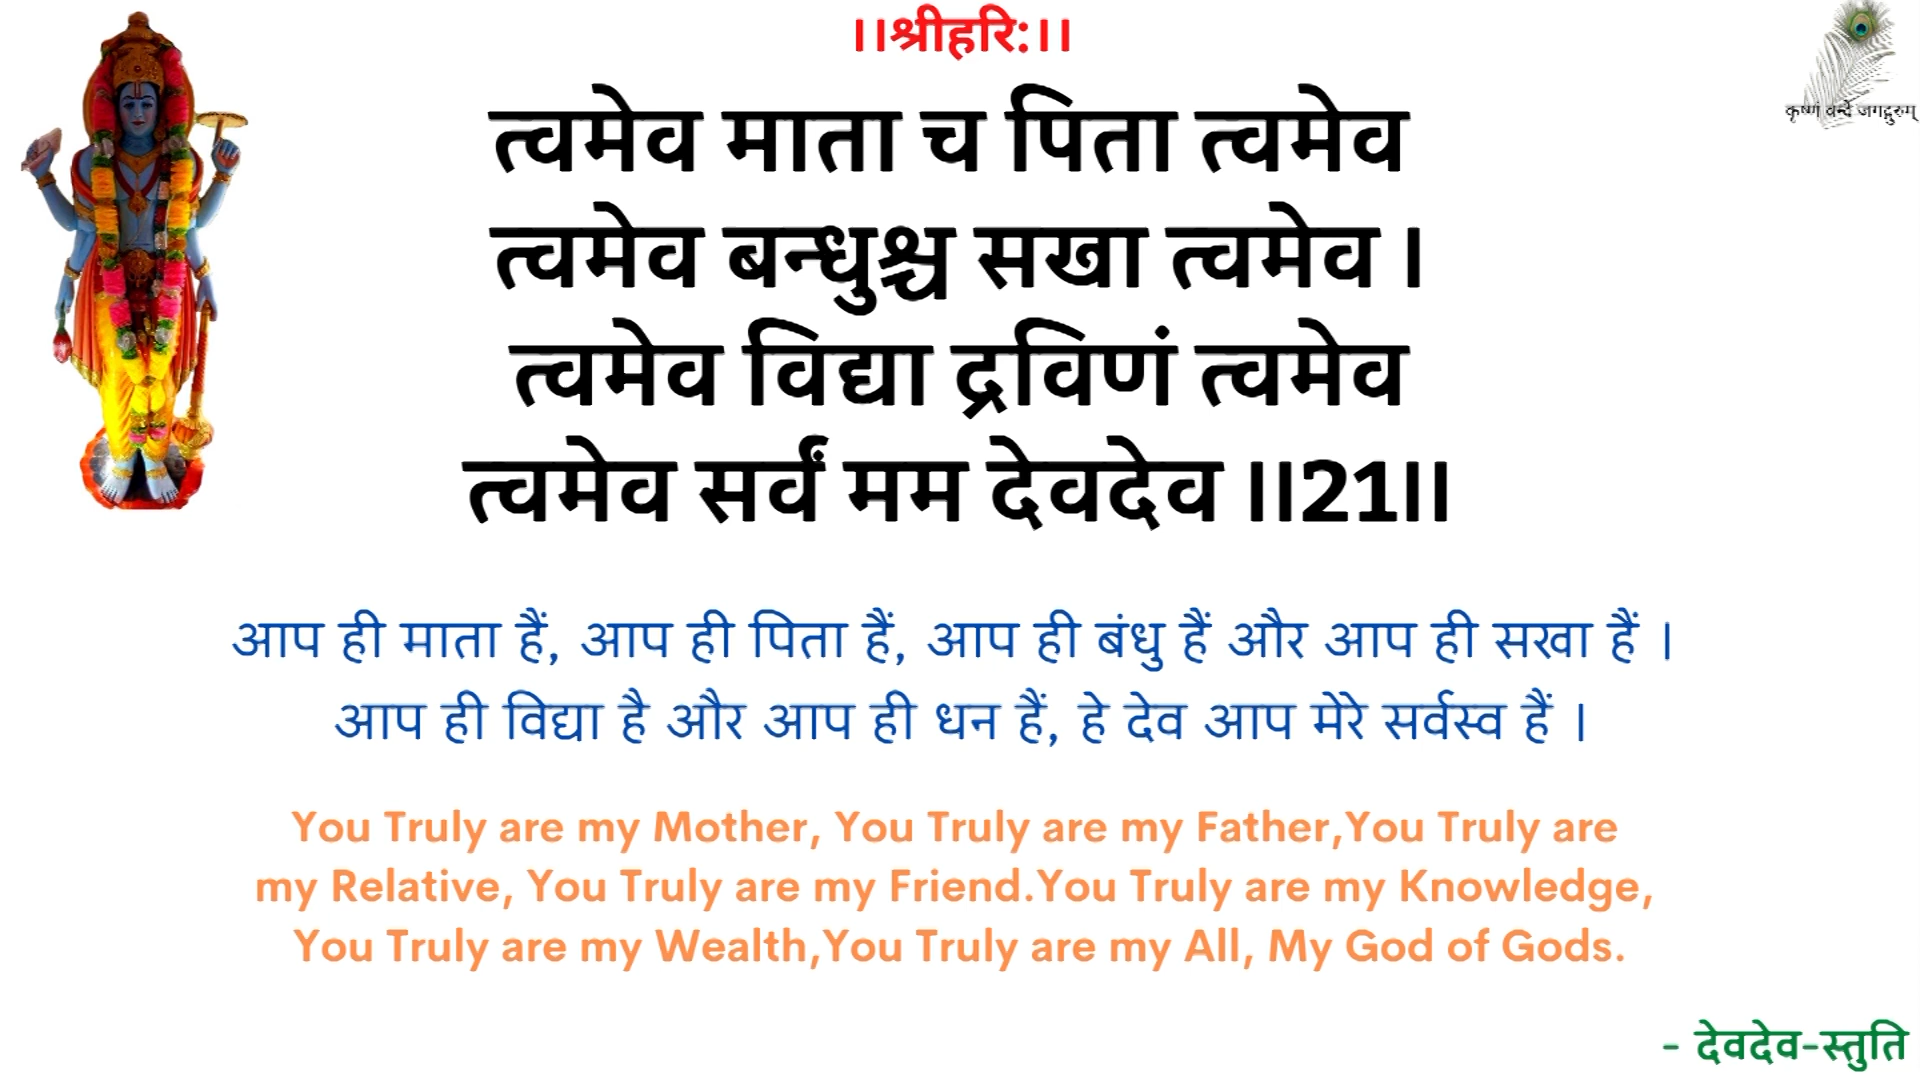 ।।श्रीहरि:।।
कृष्णं वन्दे जगद्गुरुम्
त्वमेव माता च पिता त्वमेव
त्वमेव बन्धुश्च सखा त्वमेव ।
त्वमेव विद्या द्रविणं त्वमेव
त्वमेव सर्वं मम देवदेव ।।21।।
आप ही माता हैं, आप ही पिता हैं, आप ही बंधु हैं और आप ही सखा हैं ।
आप ही विद्या है और आप ही धन हैं, हे देव आप मेरे सर्वस्व हैं ।
You Truly are my Mother, You Truly are my Father,You Truly are
my Relative, You Truly are my Friend.You Truly are my Knowledge,
You Truly are my Wealth,You Truly are my All, My God of Gods.
- देवदेव-स्तुति